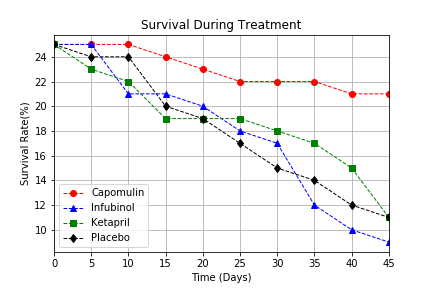 Survival During Treatment
Survival Rate(%)
24
22
20
18
16
14
12
10
Capomulin
Infubinol
Ketapril
Placebo
0 5 10 15 20 25 30 35 40 45
Time (Days)